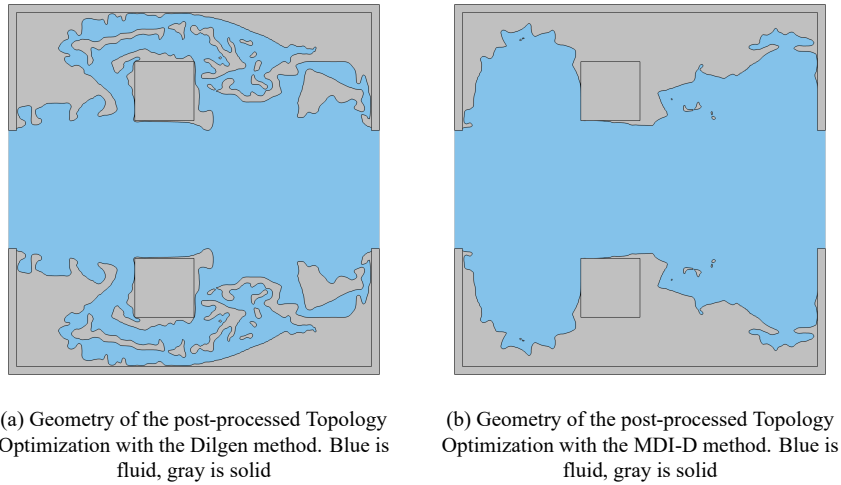 (a) Geometry of the post-processed Topology
Optimization with the Dilgen method. Blue is
fluid, gray is solid
(b) Geometry of the post-processed Topology
Optimization with the MDI-D method. Blue is
fluid, gray is solid